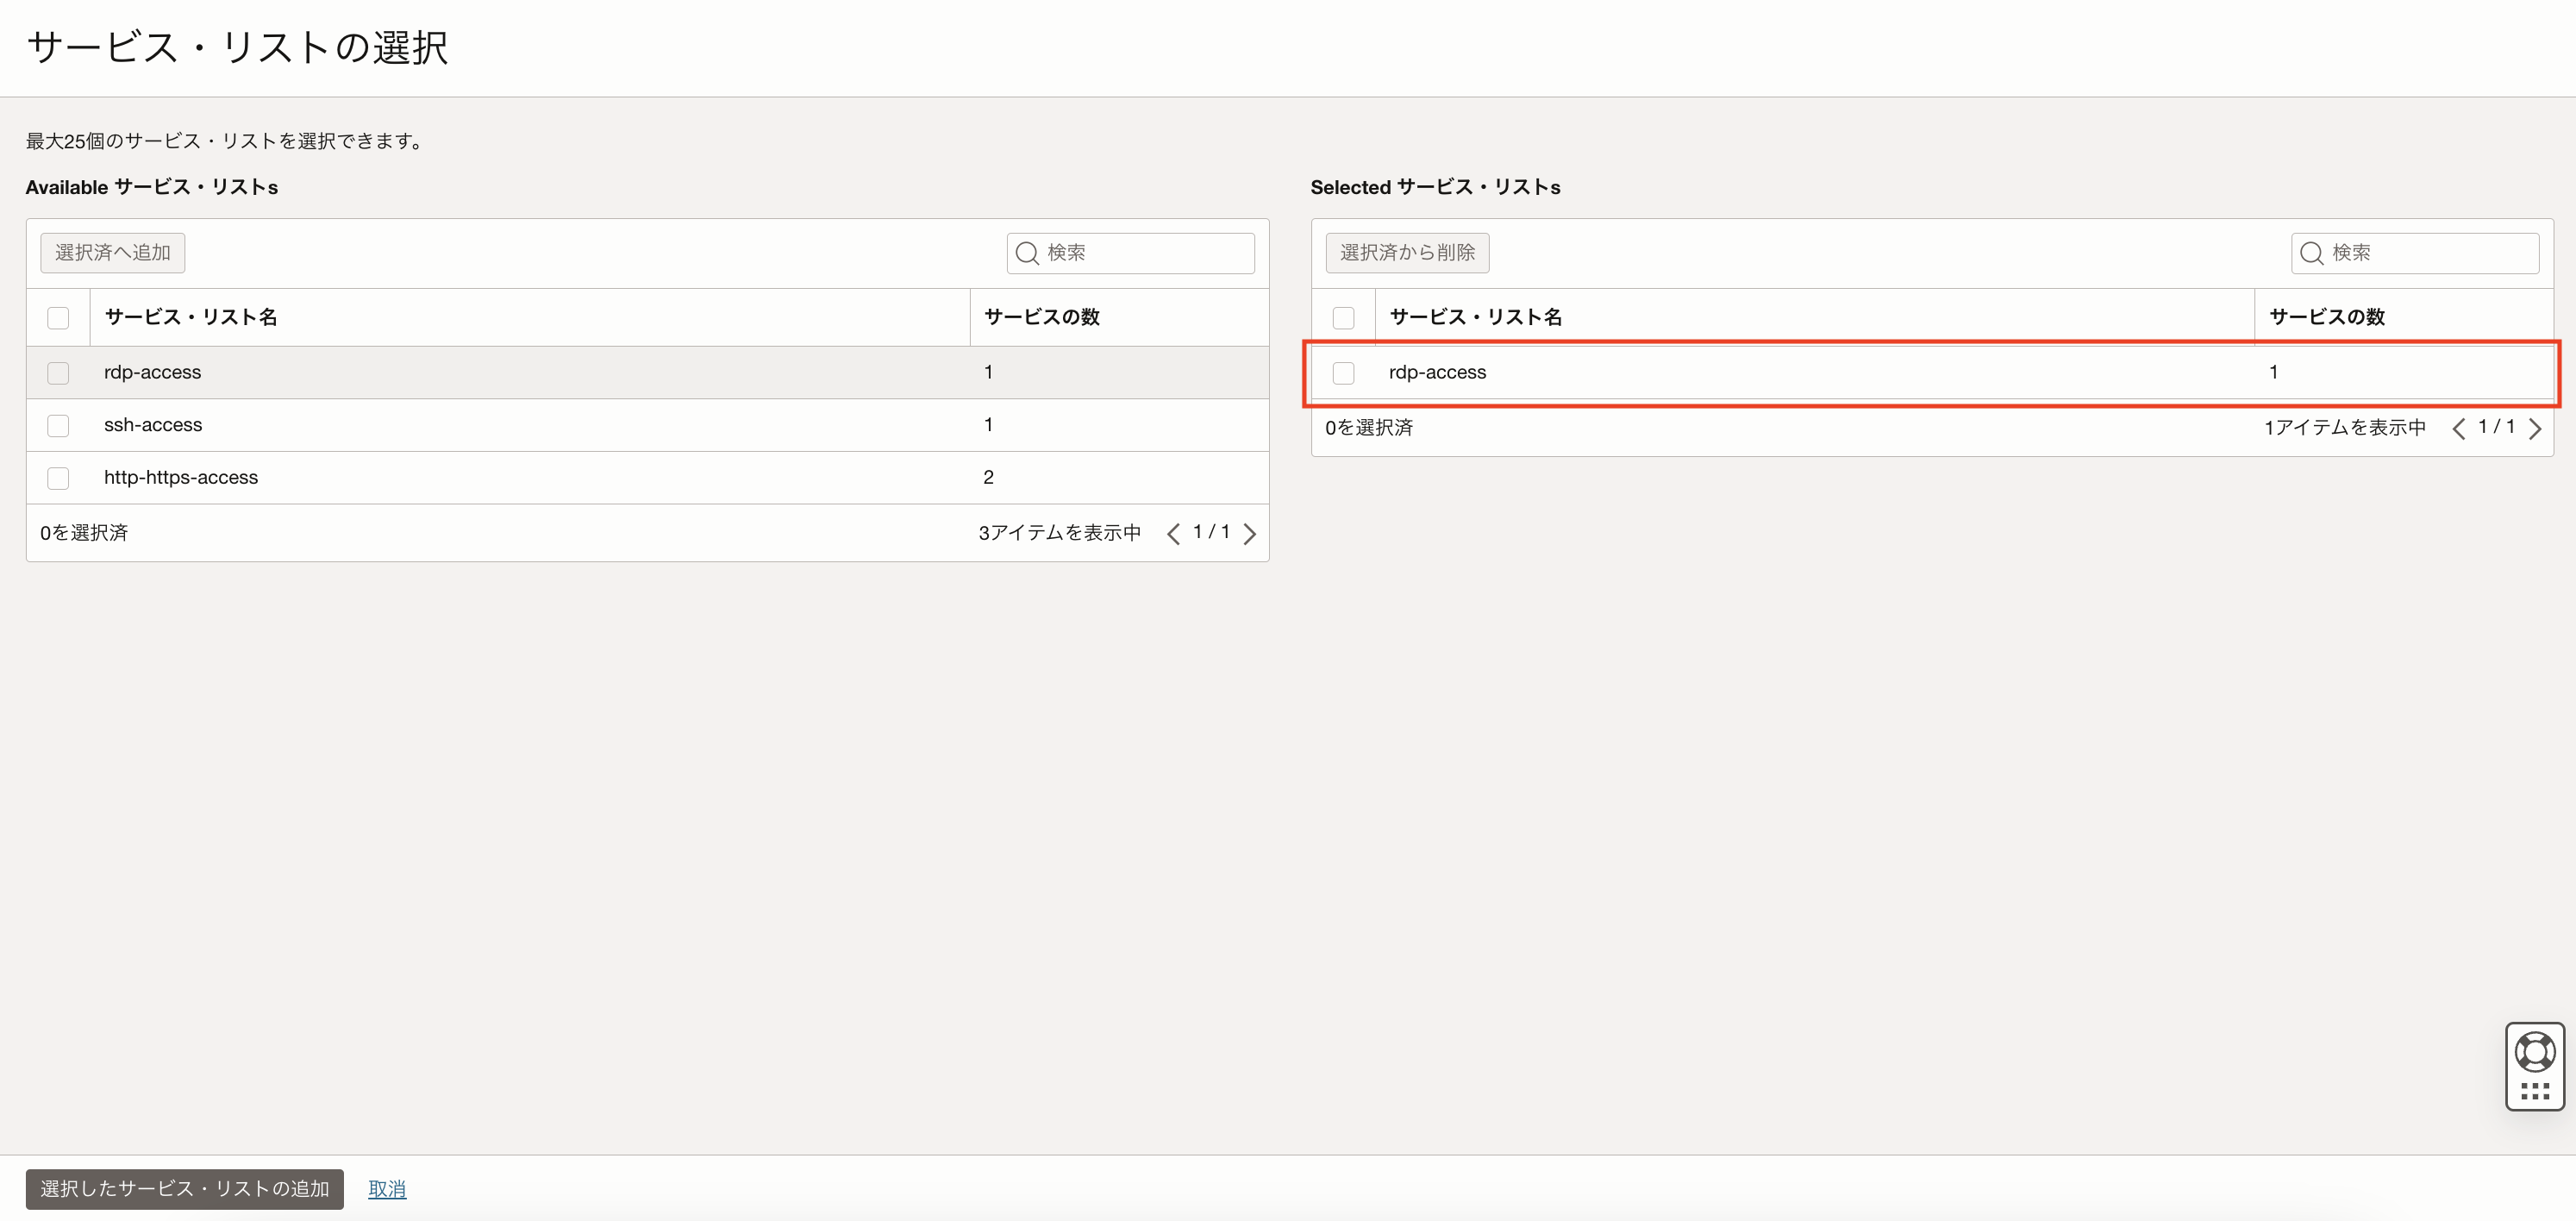 サービス・リストの選択
最大25個のサービス・リストを選択できます。
Available サービス・リストs
選択済へ追加
検索
サービス・リスト名 サービスの数
rdp-access 1
ssh-access 1
http-https-access 2
0を選択済 3アイテムを表示中 1 / 1
Selected サービス・リストs
選択済から削除
検索
サービス・リスト名 サービスの数
rdp-access 1
0を選択済 1アイテムを表示中 1 / 1
選択したサービス・リストの追加 取消